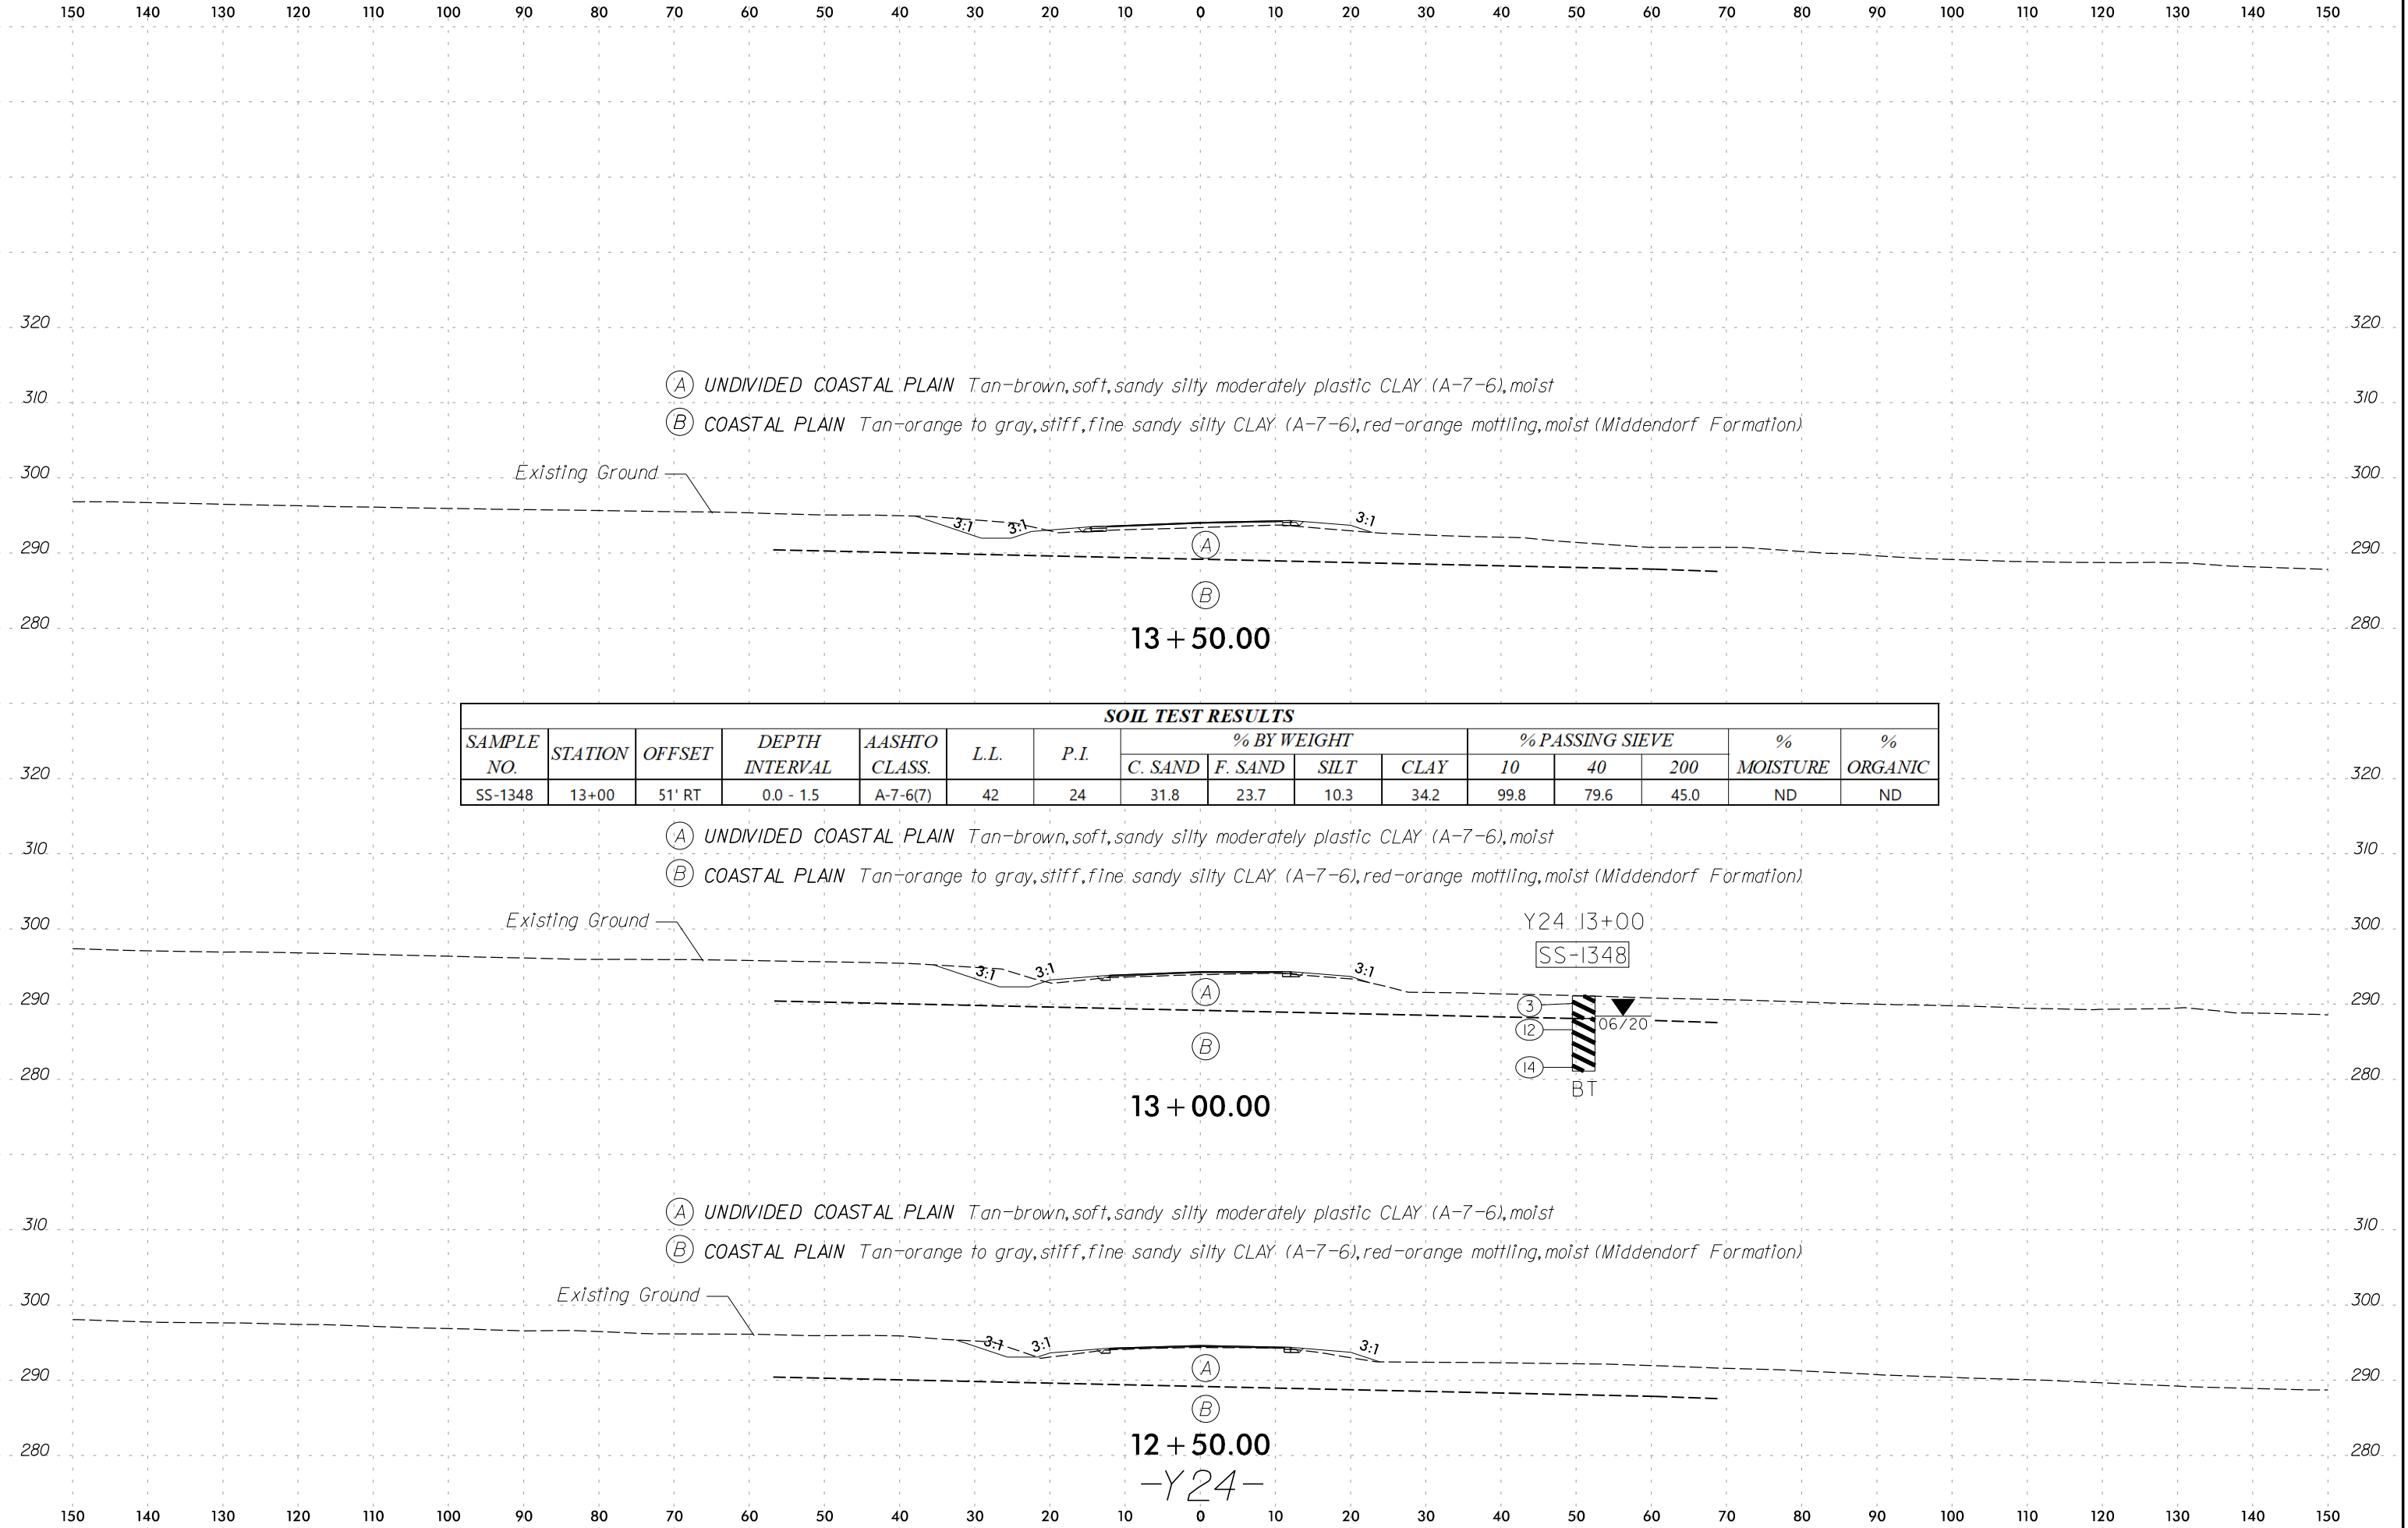 150 140 130 120 110 100 90 80 70 60 50 40 30 20 10 0 10 20 30 40 50 60 70 80 90 100 110 120 130 140 150
320 320
Ⓐ UNDIVIDED COASTAL PLAIN Tan-brown, soft, sandy silty moderately plastic CLAY (A-7-6), moist
310 310
Ⓑ COASTAL PLAIN Tan-orange to gray, stiff, fine sandy silty CLAY (A-7-6), red-orange mottling, moist (Middendorf Formation)
300 Existing Ground 300
3:1 3:1 3:1
290 A 290
B
280 280
13+50.00
SOIL TEST RESULTS
SAMPLE NO. STATION OFFSET DEPTH INTERVAL AASHTO CLASS. L.L. P.I. % BY WEIGHT % PASSING SIEVE % MOISTURE % ORGANIC
C. SAND F. SAND SILT CLAY 10 40 200
SS-1348 13+00 51' RT 0.0 - 1.5 A-7-6(7) 42 24 31.8 23.7 10.3 34.2 99.8 79.6 45.0 ND ND
320 320
Ⓐ UNDIVIDED COASTAL PLAIN Tan-brown, soft, sandy silty moderately plastic CLAY (A-7-6), moist
310 310
Ⓑ COASTAL PLAIN Tan-orange to gray, stiff, fine sandy silty CLAY (A-7-6), red-orange mottling, moist (Middendorf Formation)
300 Existing Ground Y24 13+00 300
SS-1348
3:1 3:1 3:1
290 A 3 290
12 06/20
B
14
280 280
BT
13+00.00
Ⓐ UNDIVIDED COASTAL PLAIN Tan-brown, soft, sandy silty moderately plastic CLAY (A-7-6), moist
310 310
Ⓑ COASTAL PLAIN Tan-orange to gray, stiff, fine sandy silty CLAY (A-7-6), red-orange mottling, moist (Middendorf Formation)
300 Existing Ground 300
3:1 3:1 3:1
290 A 290
B
280 12+50.00 280
-Y24-
150 140 130 120 110 100 90 80 70 60 50 40 30 20 10 0 10 20 30 40 50 60 70 80 90 100 110 120 130 140 150